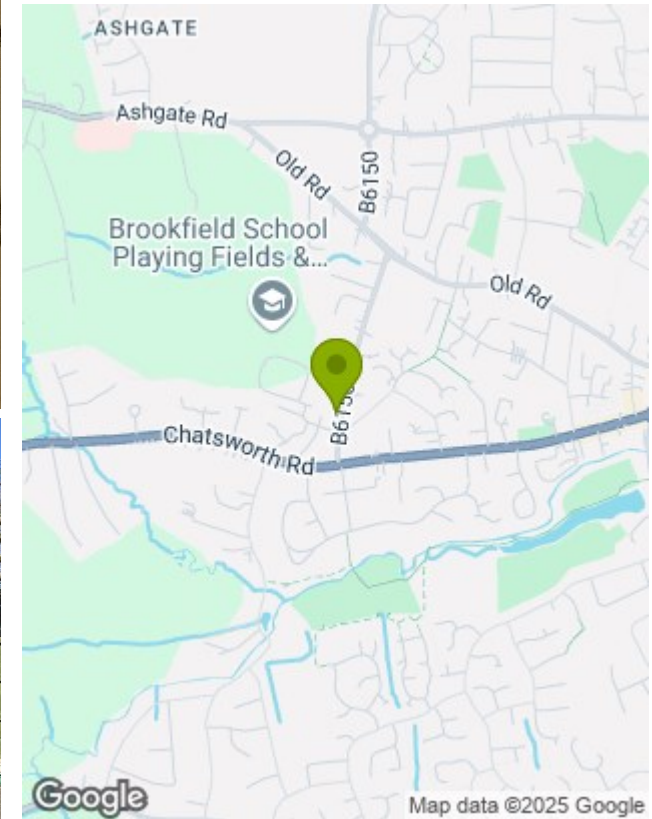 ASHGATE
Ashgate Rd
Old Rd
B6150
Brookfield School
Playing Fields &...
Old Rd
B6150
Chatsworth Rd
Google
Map data ©2025 Google